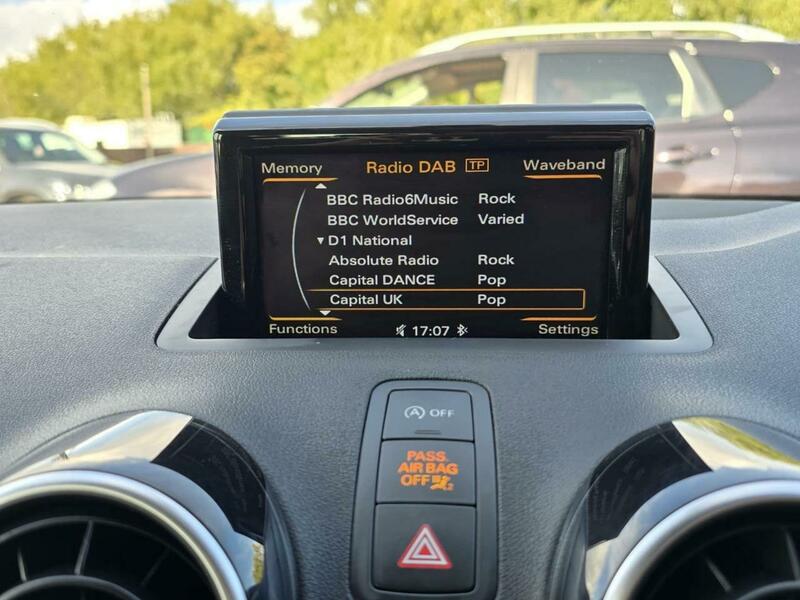 Memory Radio DAB TP Waveband
BBC Radio6Music Rock
BBC WorldService Varied
D1 National
Absolute Radio Rock
Capital DANCE Pop
Capital UK Pop
Functions 17:07 Settings
A OFF
PASS.
AIR BAG
OFF 2